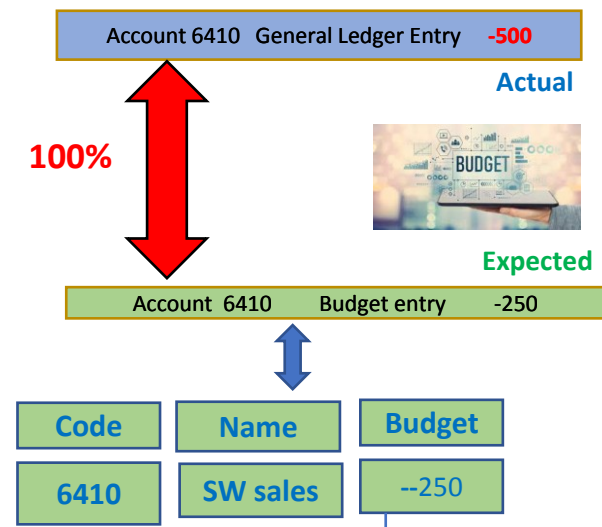 Account 6410 General Ledger Entry -500
Actual
100%
BUDGET
Expected
Account 6410 Budget entry -250
Code Name Budget
6410 SW sales --250